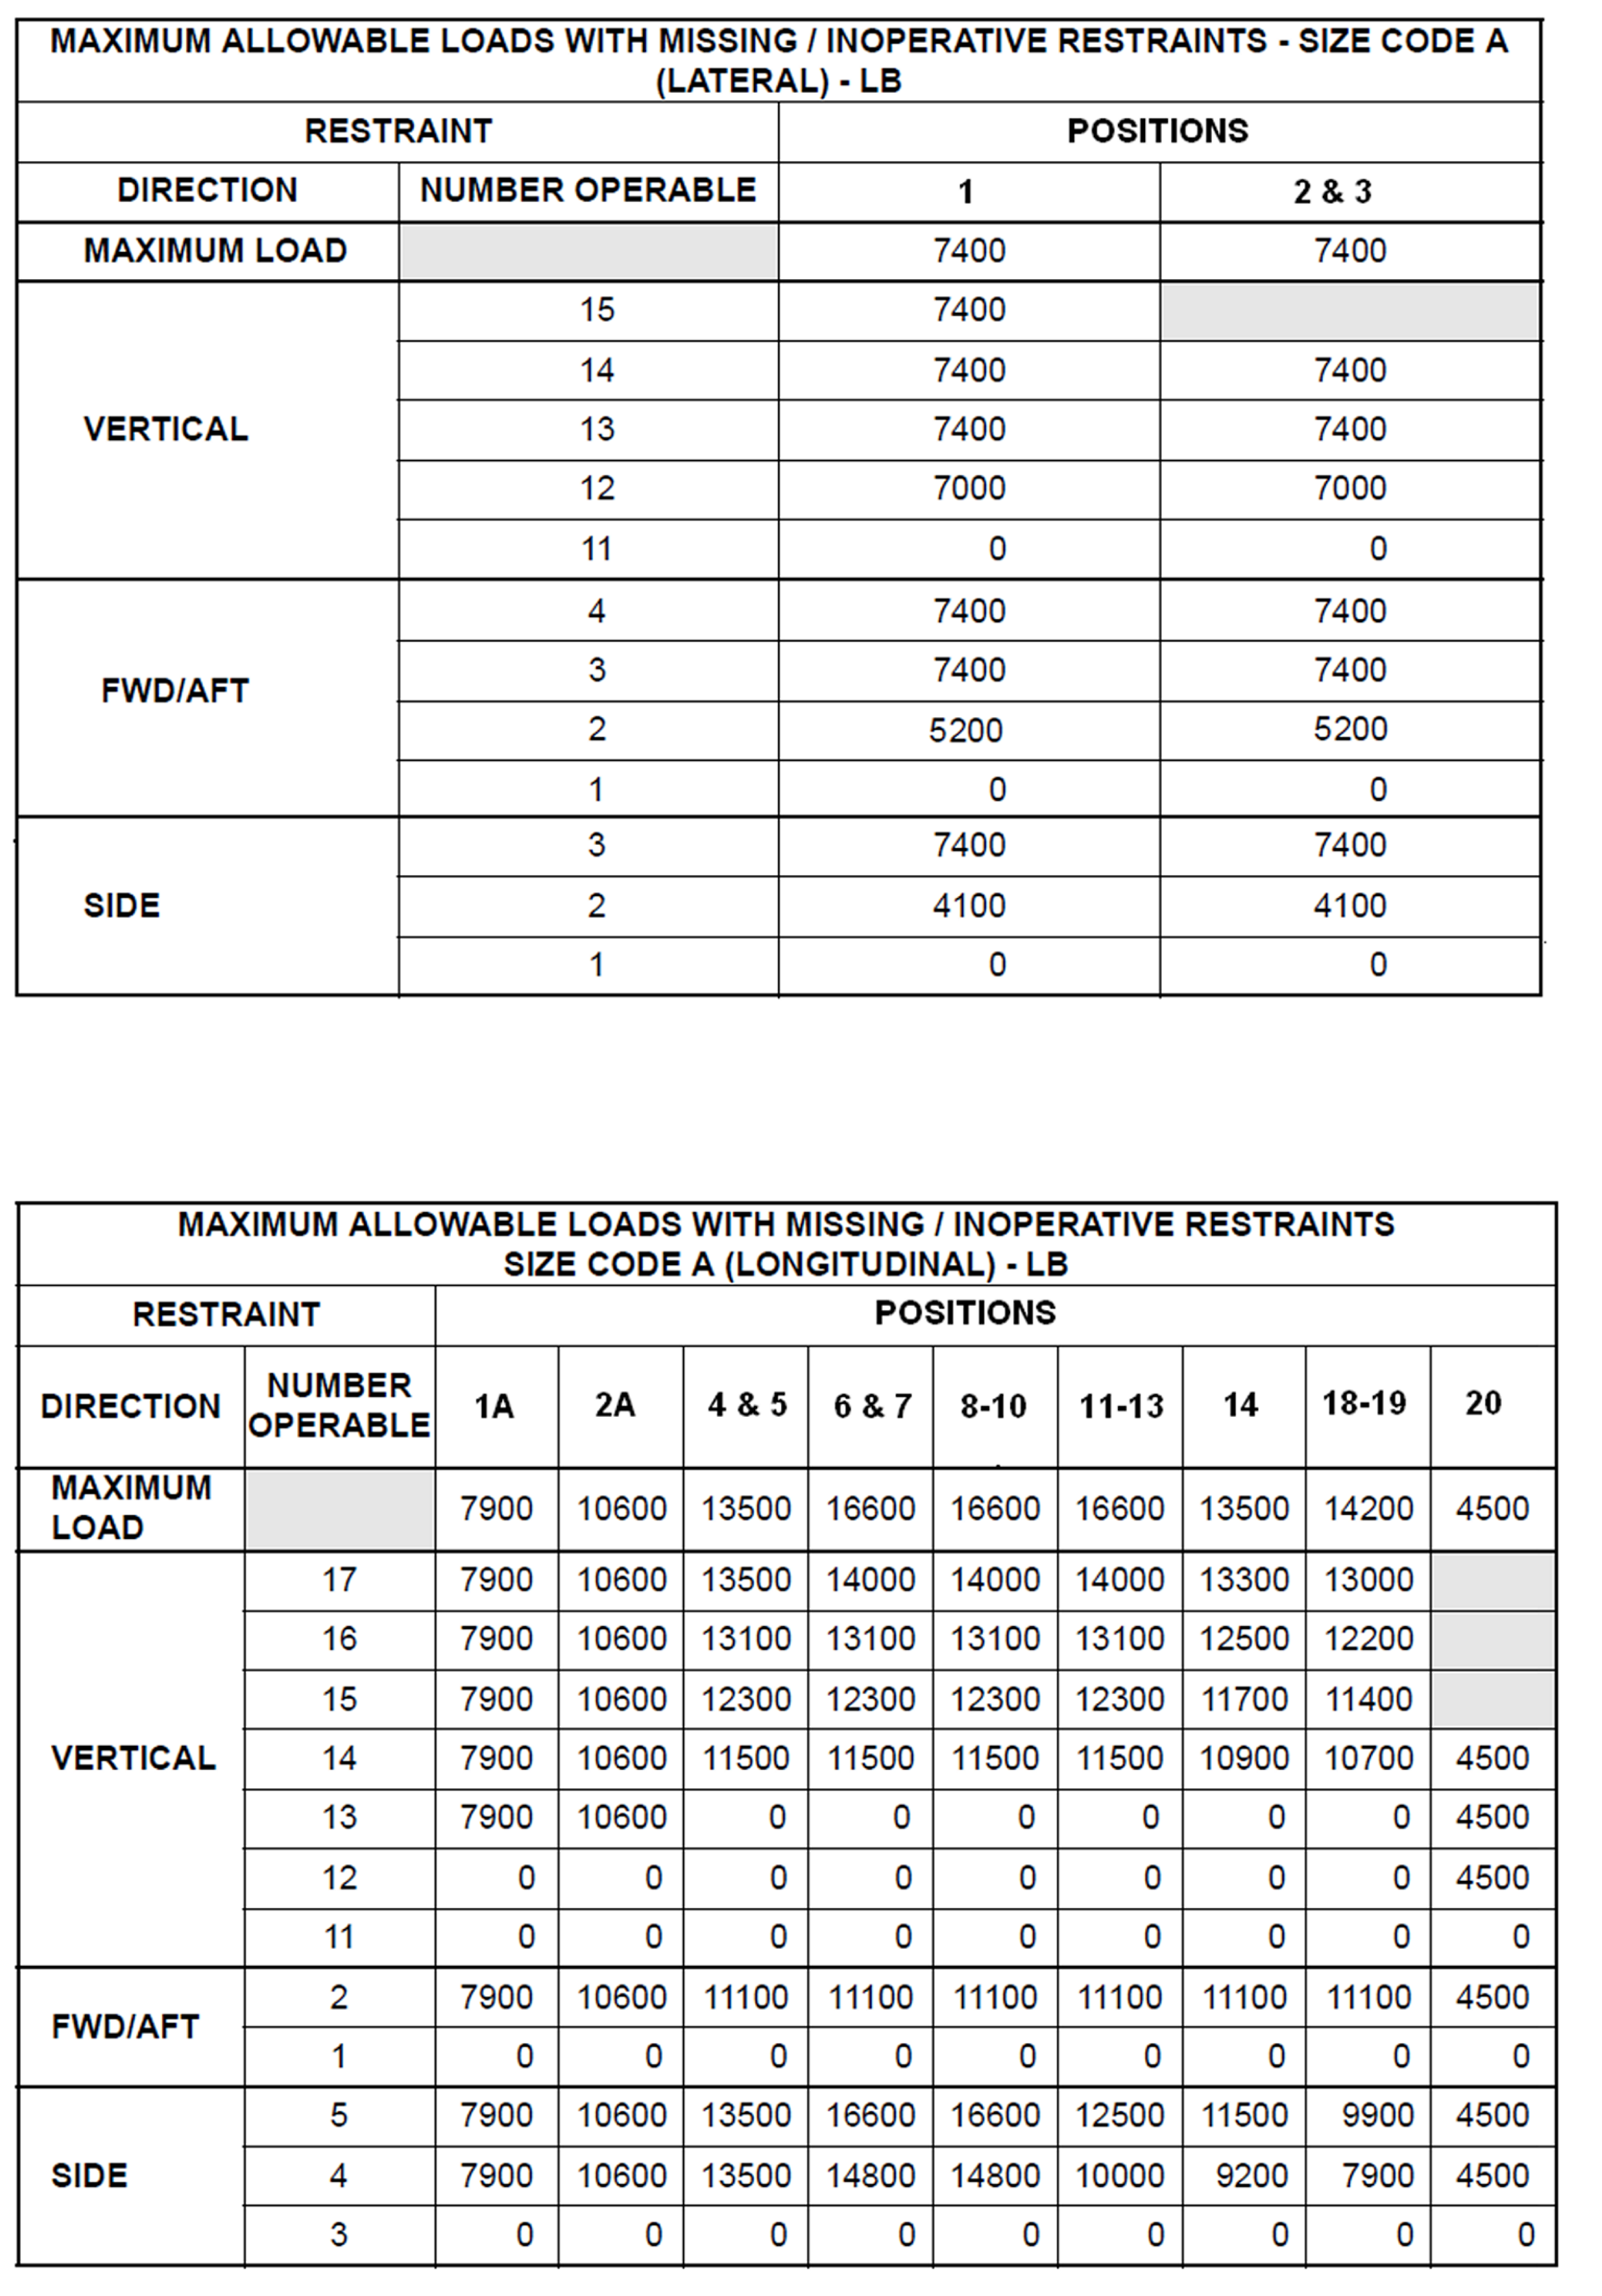 MAXIMUM ALLOWABLE LOADS WITH MISSING / INOPERATIVE RESTRAINTS - SIZE CODE A
(LATERAL) - LB
RESTRAINT POSITIONS
DIRECTION NUMBER OPERABLE 1 2 & 3
MAXIMUM LOAD 7400 7400
VERTICAL
15 7400
14 7400 7400
13 7400 7400
12 7000 7000
11 0 0
FWD/AFT
4 7400 7400
3 7400 7400
2 5200 5200
1 0 0
SIDE
3 7400 7400
2 4100 4100
1 0 0
MAXIMUM ALLOWABLE LOADS WITH MISSING / INOPERATIVE RESTRAINTS
SIZE CODE A (LONGITUDINAL) - LB
RESTRAINT POSITIONS
DIRECTION NUMBER OPERABLE 1A 2A 4 & 5 6 & 7 8-10 11-13 14 18-19 20
MAXIMUM LOAD 7900 10600 13500 16600 16600 16600 13500 14200 4500
VERTICAL
17 7900 10600 13500 14000 14000 14000 13300 13000
16 7900 10600 13100 13100 13100 13100 12500 12200
15 7900 10600 12300 12300 12300 12300 11700 11400
14 7900 10600 11500 11500 11500 11500 10900 10700 4500
13 7900 10600 0 0 0 0 0 0 4500
12 0 0 0 0 0 0 0 0 4500
11 0 0 0 0 0 0 0 0 0
FWD/AFT
2 7900 10600 11100 11100 11100 11100 11100 11100 4500
1 0 0 0 0 0 0 0 0 0
SIDE
5 7900 10600 13500 16600 16600 12500 11500 9900 4500
4 7900 10600 13500 14800 14800 10000 9200 7900 4500
3 0 0 0 0 0 0 0 0 0